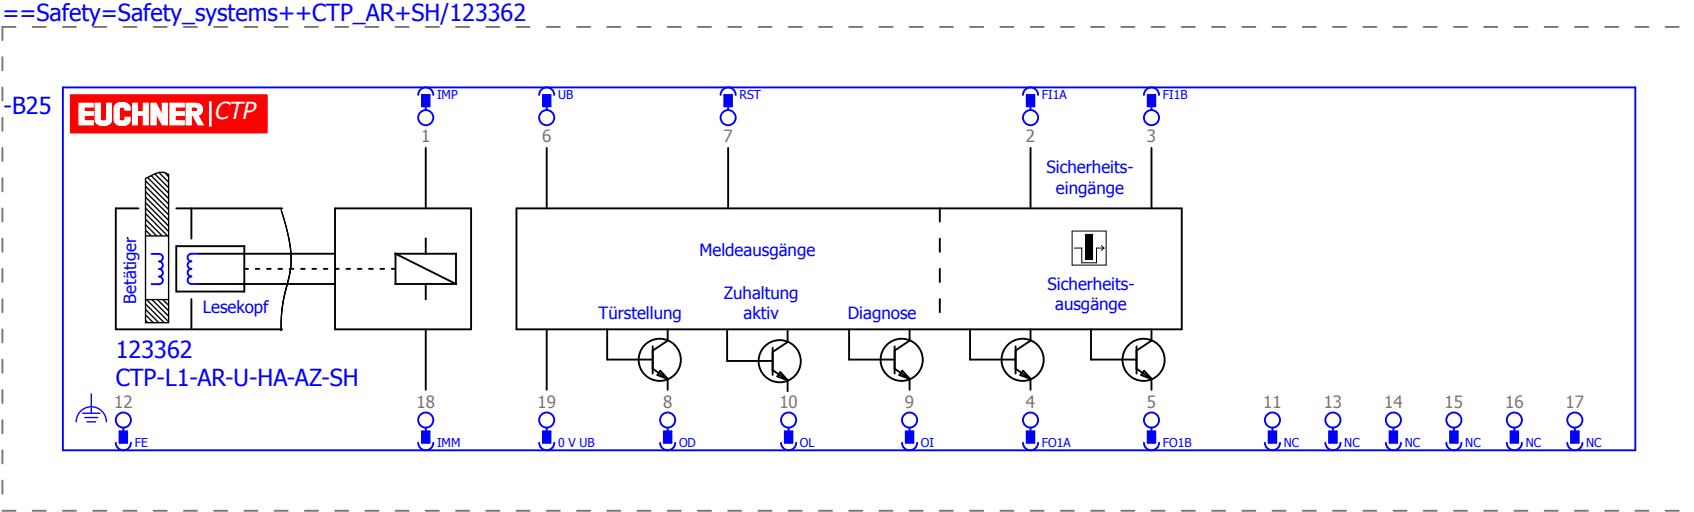 ==Safety=Safety_systems++CTP_AR+SH/123362
-B25
EUCHNER CTP
IMP
UB
RST
FI1A
FI1B
1
6
7
2
3
Sicherheits-
eingänge
Betätiger
Lesekopf
Meldeausgänge
Türstellung
Zuhaltung
aktiv
Diagnose
Sicherheits-
ausgänge
123362
CTP-L1-AR-U-HA-AZ-SH
12
18
19
8
10
9
4
5
11
13
14
15
16
17
FE
IMM
0 V UB
OD
OL
OI
FO1A
FO1B
NC
NC
NC
NC
NC
NC